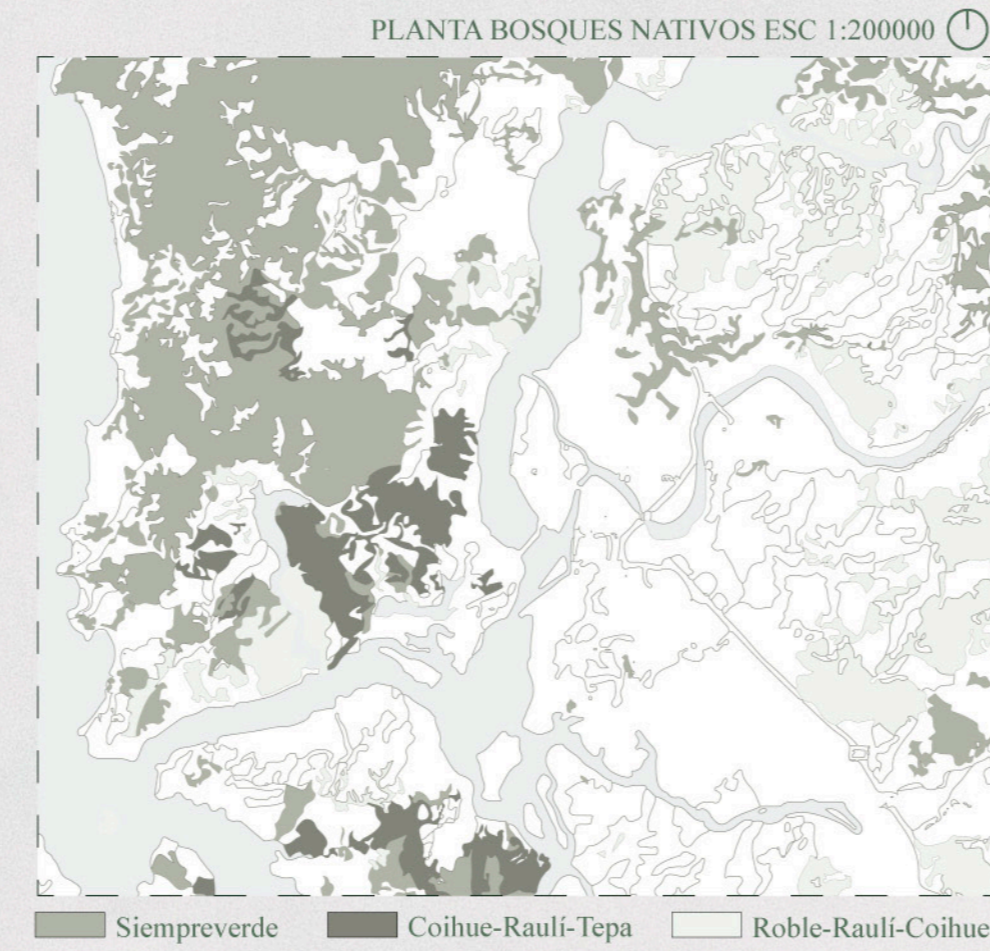 PLANTA BOSQUES NATIVOS ESC 1:200000
Siempreverde
Coihue-Raulí-Tepa
Roble-Raulí-Coihue